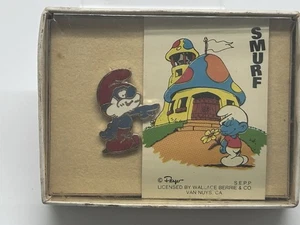 SMURF
© Peyo
S.E.P.P.
LICENSED BY WALLACE BERRIE & CO.
VAN NUYS, CA